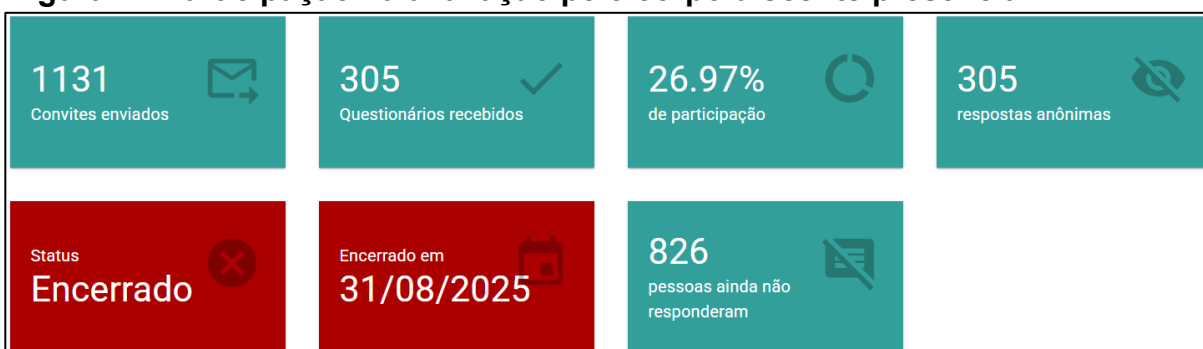 1131
Convites enviados
305
Questionários recebidos
26.97%
de participação
305
respostas anônimas
Status
Encerrado
Encerrado em
31/08/2025
826
pessoas ainda não
responderam